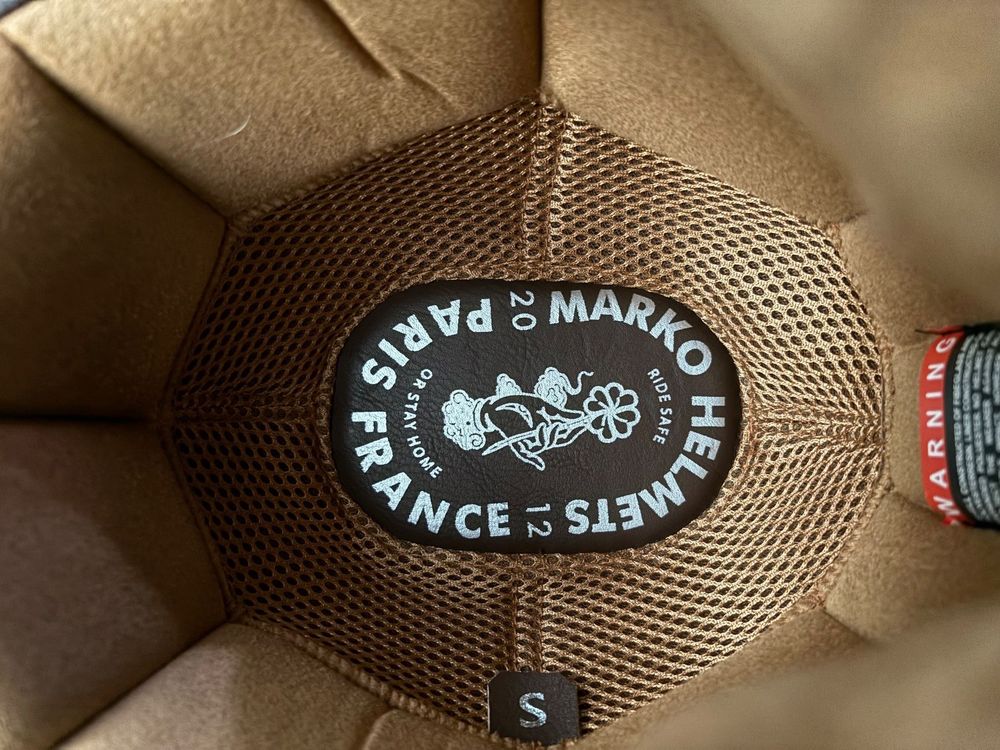 MARKO HELMETS
PARIS FRANCE
20 12
RIDE SAFE
OR STAY HOME
S
WARNING